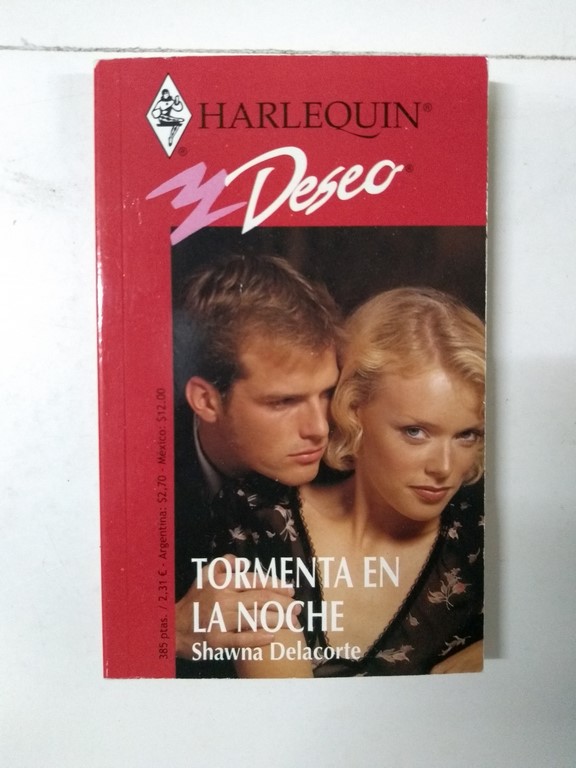 HARLEQUIN®
Deseo®
TORMENTA EN
LA NOCHE
Shawna Delacorte
385 ptas. / 2,31 € - Argentina: $2,70 - México: $12.00